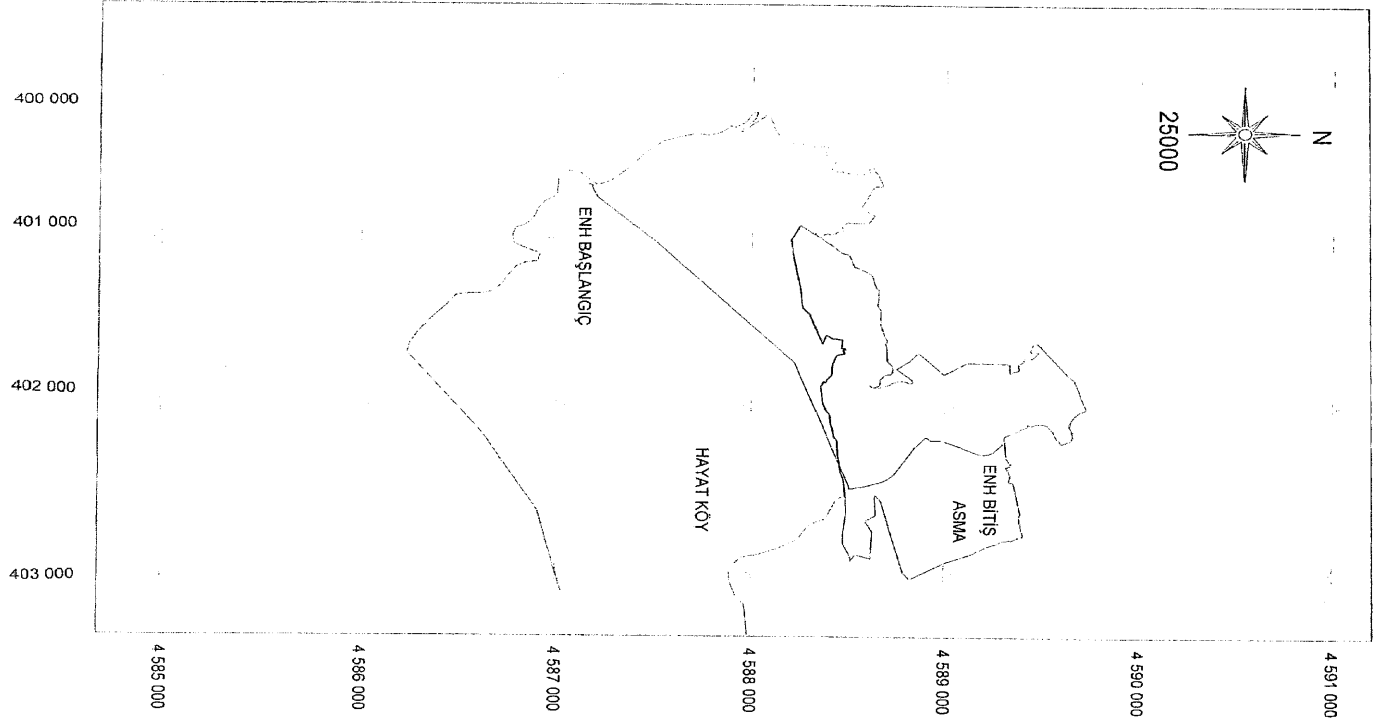 400 000
401 000
402 000
403 000
N
25000
ENH BAŞLANGIÇ
HAYAT KÖY
ENH BİTİŞ
ASMA
4 585 000
4 586 000
4 587 000
4 588 000
4 589 000
4 590 000
4 591 000